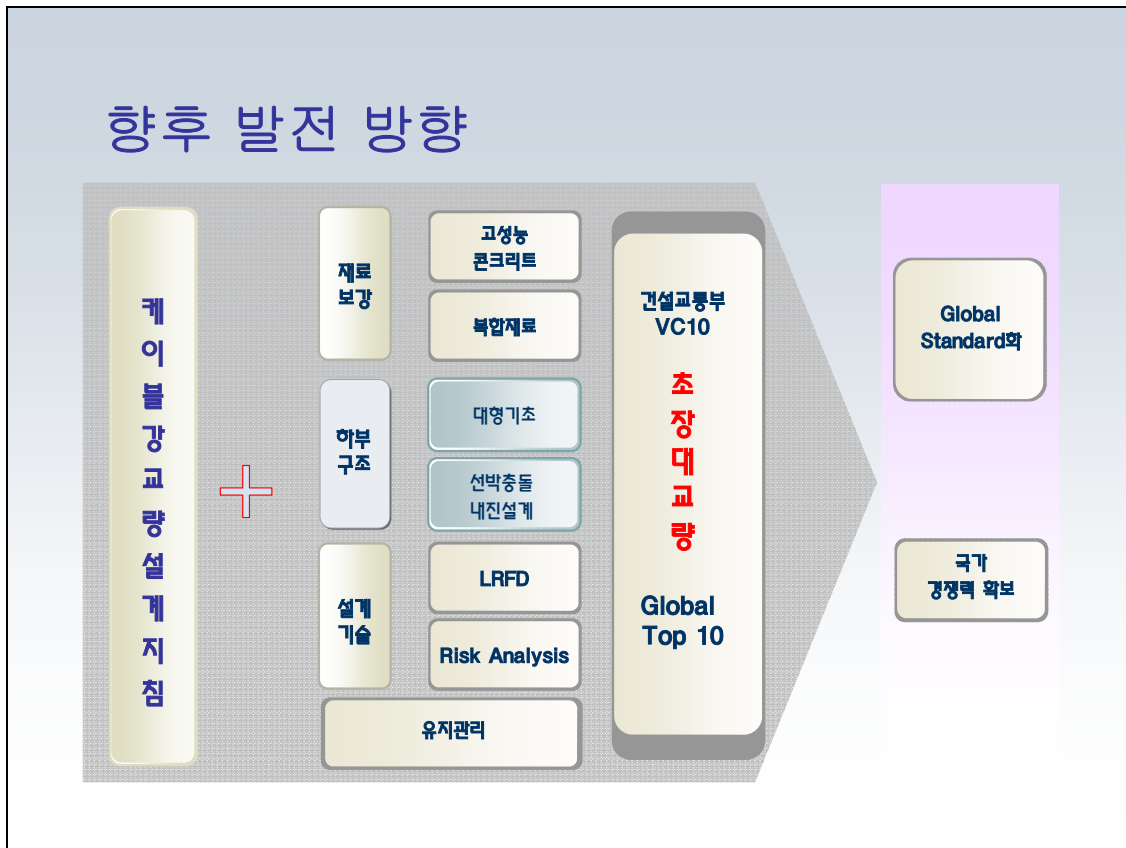 향후 발전 방향
케이블강교량설계지침
재료
보강
고성능
콘크리트
복합재료
하부
구조
대형기초
선박충돌
내진설계
설계
기술
LRFD
Risk Analysis
유지관리
건설교통부
VC10
초장대교량
Global
Top 10
Global
Standard화
국가
경쟁력 확보